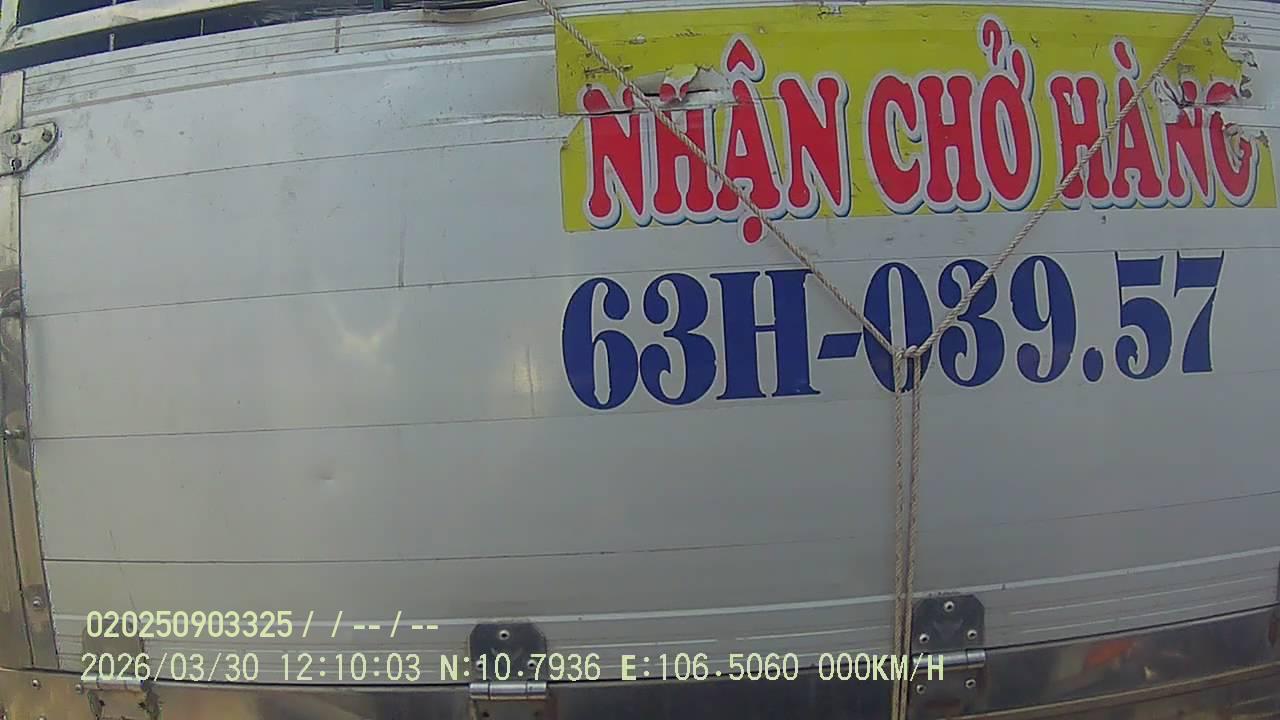 NHẬN CHỞ HÀNG
63H-039.57
020250903325 / / -- / --
2026/03/30 12:10:03 N:10.7936 E:106.5060 000KM/H